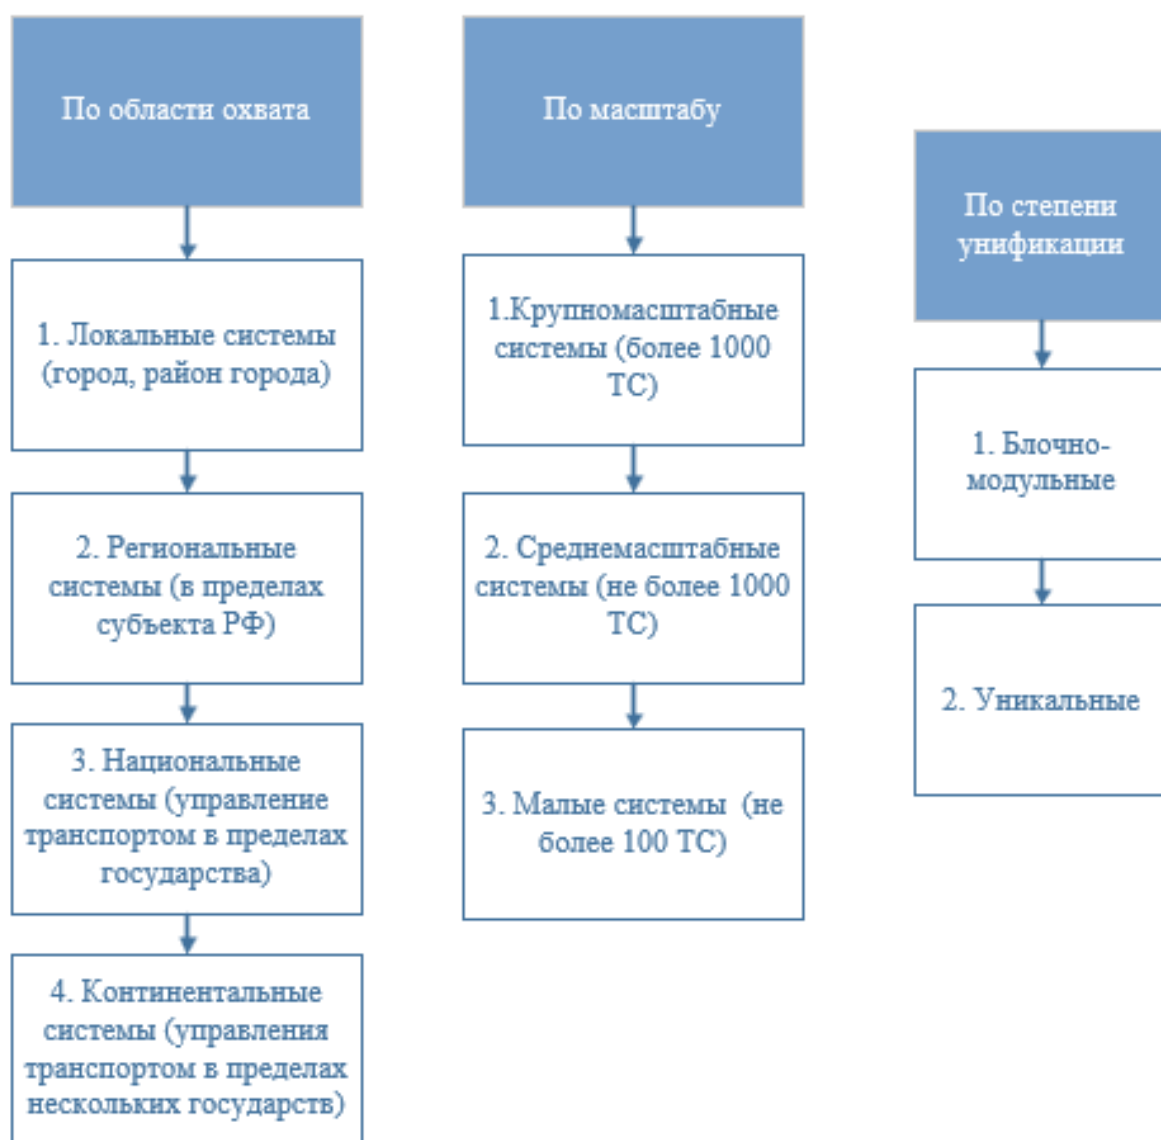 По области охвата
1. Локальные системы
(город, район города)
2. Региональные
системы (в пределах
субъекта РФ)
3. Национальные
системы (управление
транспортом в пределах
государства)
4. Континентальные
системы (управления
транспортом в пределах
нескольких государств)
По масштабу
1.Крупномасштабные
системы (более 1000
ТС)
2. Среднемасштабные
системы (не более 1000
ТС)
3. Малые системы (не
более 100 ТС)
По степени
унификации
1. Блочно-
модульные
2. Уникальные